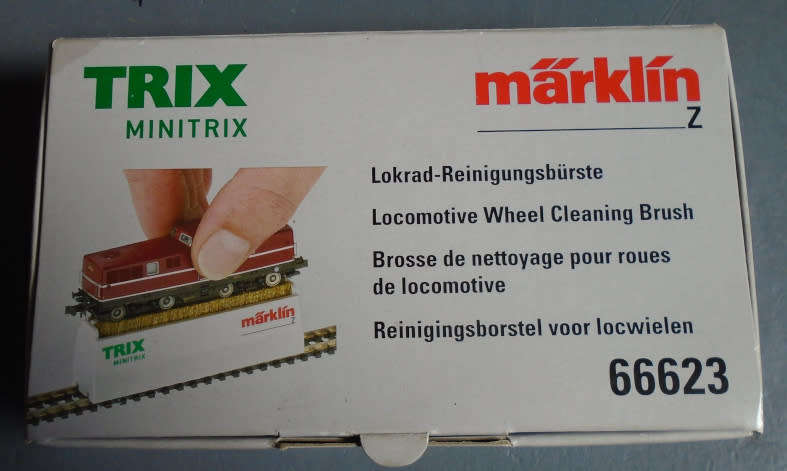 TRIX
MINITRIX
märklin
Z
Lokrad-Reinigungsbürste
Locomotive Wheel Cleaning Brush
Brosse de nettoyage pour roues
de locomotive
Reinigingsborstel voor locwielen
66623
märklin
Z
TRIX
MINITRIX